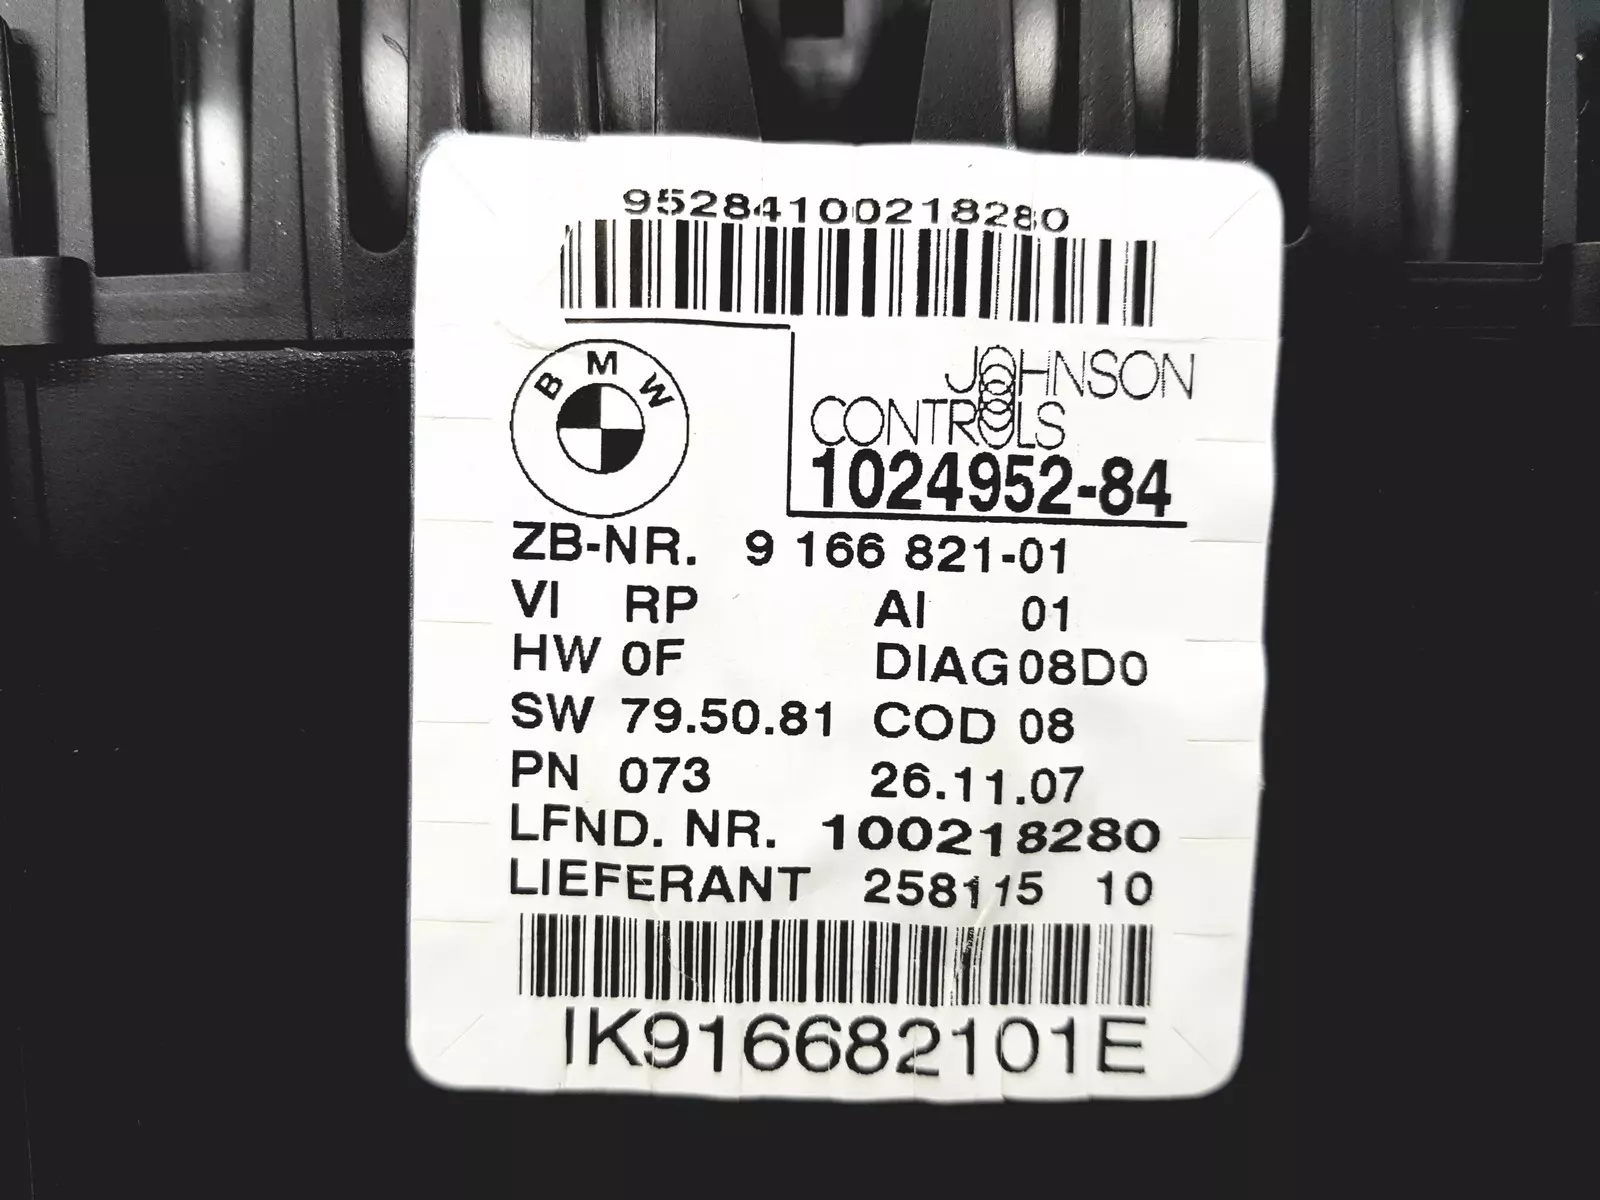 95284100218280
BMW
JOHNSON
CONTROLS
1024952-84
ZB-NR. 9 166 821-01
VI RP AI 01
HW 0F DIAG08D0
SW 79.50.81 COD 08
PN 073 26.11.07
LFND. NR. 100218280
LIEFERANT 258115 10
IK916682101E